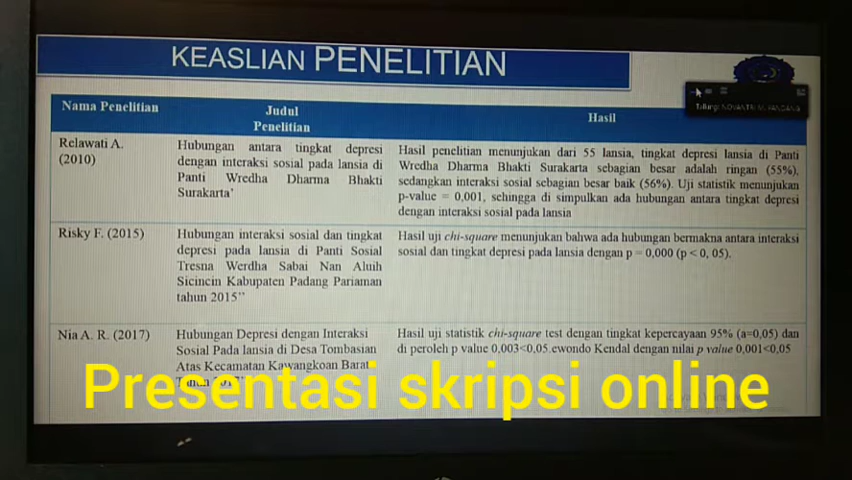 KEASLIAN PENELITIAN
Nama Penelitian
Judul
Penelitian
Hasil
Talking: NOVANTRI
Relawati A.
(2010)
Hubungan antara tingkat depresi
dengan interaksi sosial pada lansia di
Panti Wredha Dharma Bhakti
Surakarta'
Hasil penelitian menunjukan dari 55 lansia, tingkat depresi lansia di Panti
Wredha Dharma Bhakti Surakarta sebagian besar adalah ringan (55%),
sedangkan interaksi sosial sebagian besar baik (56%). Uji statistik menunjukan
p-value = 0,001, sehingga di simpulkan ada hubungan antara tingkat depresi
dengan interaksi sosial pada lansia
Risky F. (2015)
Hubungan interaksi sosial dan tingkat
depresi pada lansia di Panti Sosial
Tresna Werdha Sabai Nan Aluih
Sicincin Kabupaten Padang Pariaman
tahun 2015"
Hasil uji chi-square menunjukan bahwa ada hubungan bermakna antara interaksi
sosial dan tingkat depresi pada lansia dengan p = 0,000 (p < 0, 05).
Nia A. R. (2017)
Hubungan Depresi dengan Interaksi
Sosial Pada lansia di Desa Tombasian
Atas Kecamatan Kawangkoan Barat
Tahun
Hasil uji statistik chi-square test dengan tingkat kepercayaan 95% (a=0,05) dan
di peroleh p value 0,003<0,05.ewondo Kendal dengan nilai p value 0,001<0,05
Presentasi skripsi online